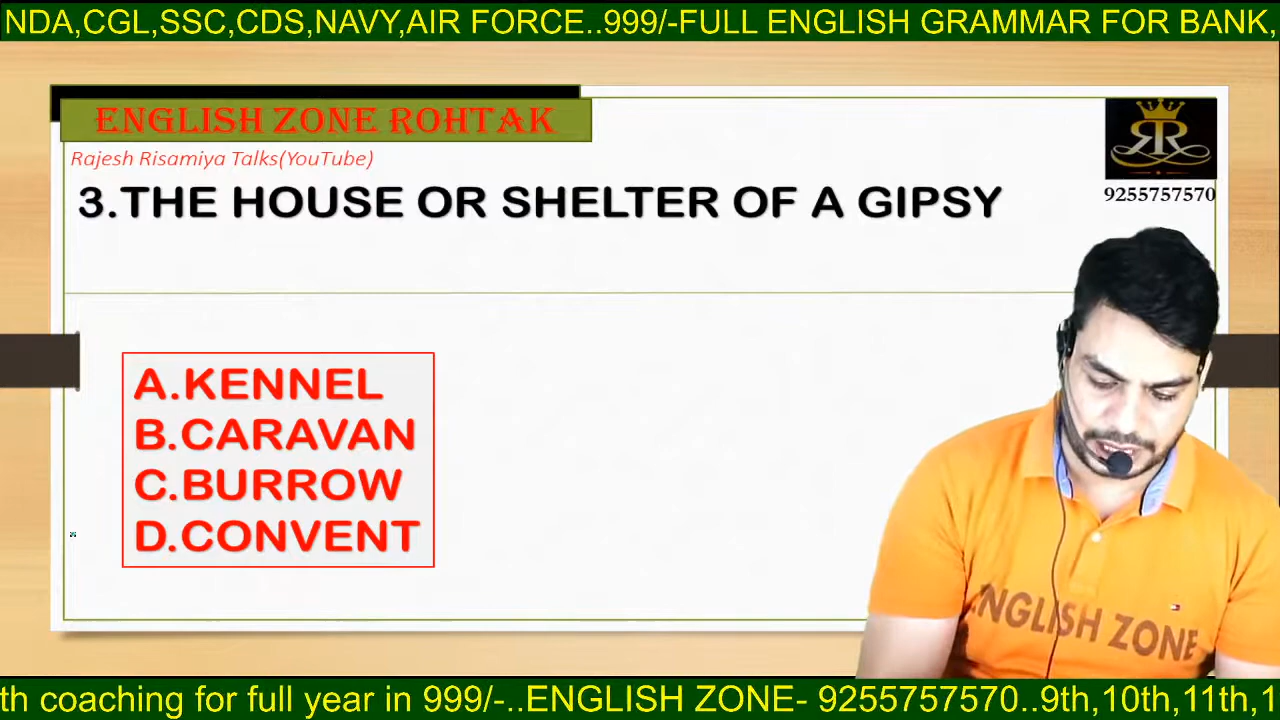 NDA,CGL,SSC,CDS,NAVY,AIR FORCE..999/-FULL ENGLISH GRAMMAR FOR BANK,
ENGLISH ZONE ROHTAK
Rajesh Risamiya Talks(YouTube)
RR
9255757570
3.THE HOUSE OR SHELTER OF A GIPSY
A.KENNEL
B.CARAVAN
C.BURROW
D.CONVENT
ENGLISH ZONE
th coaching for full year in 999/-..ENGLISH ZONE- 9255757570..9th,10th,11th,1